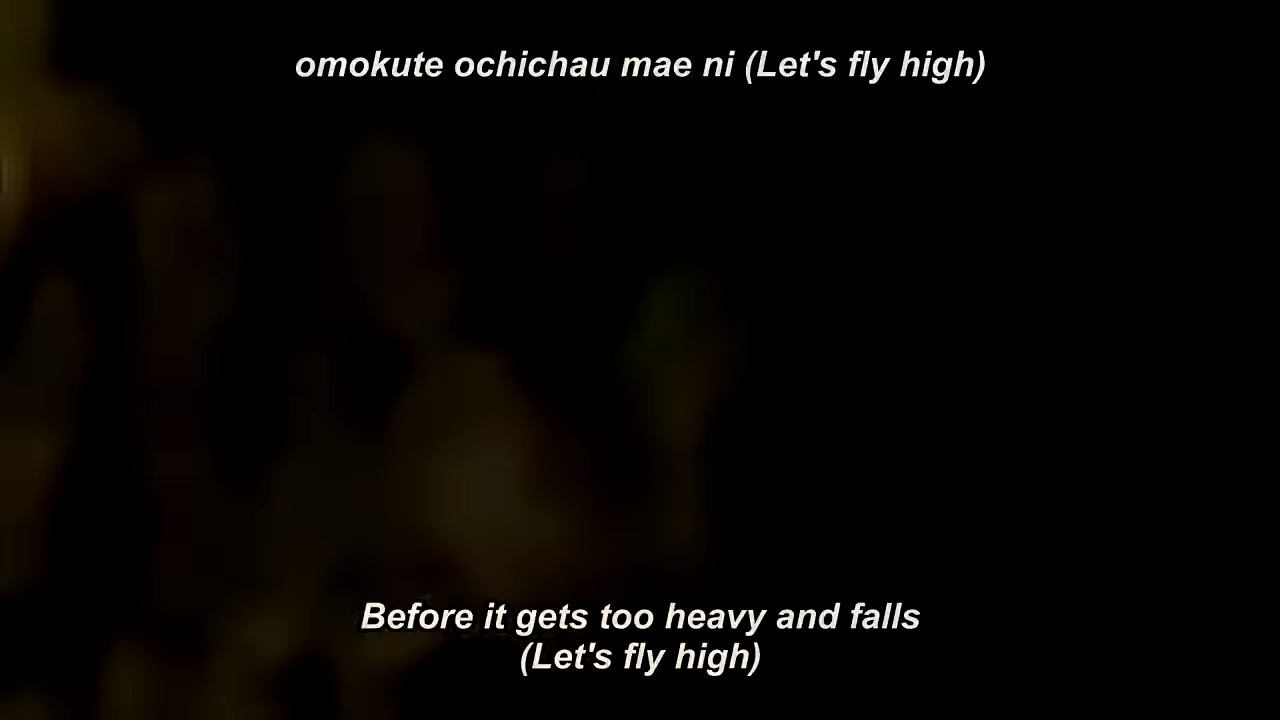 omokute ochichau mae ni (Let's fly high)
Before it gets too heavy and falls
(Let's fly high)